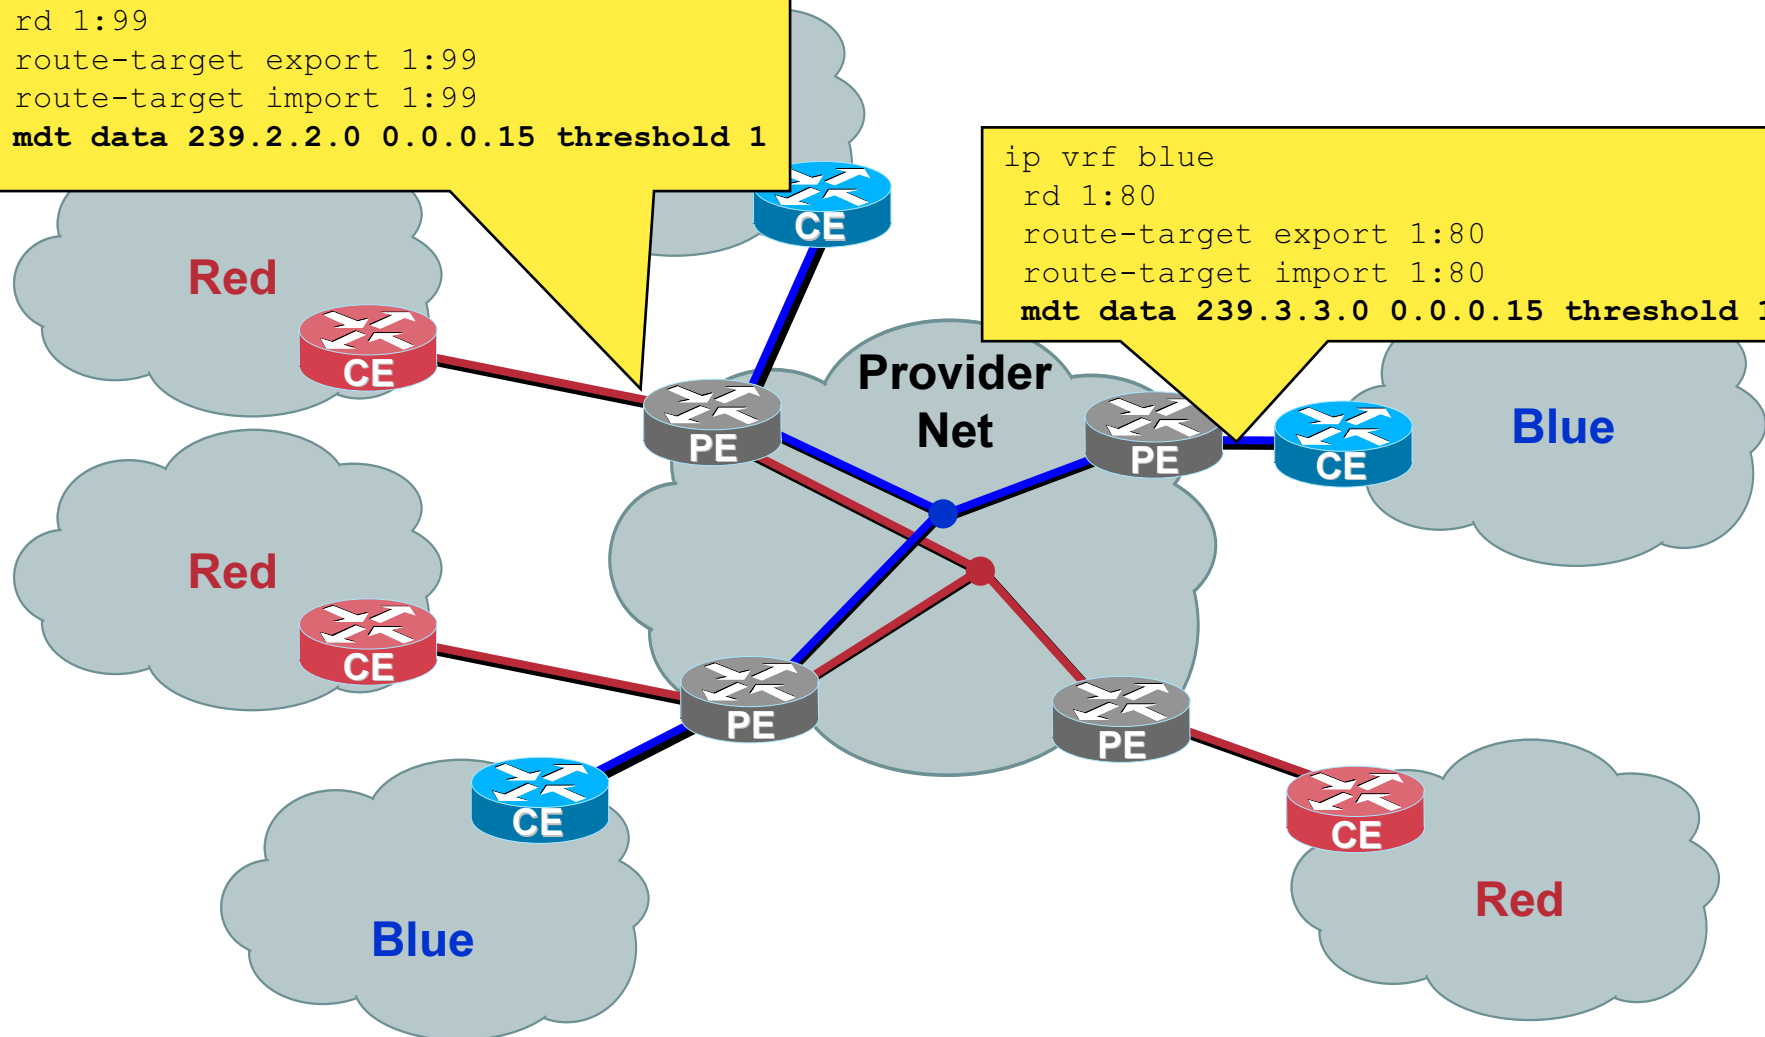 rd 1:99
route-target export 1:99
route-target import 1:99
mdt data 239.2.2.0 0.0.0.15 threshold 1
ip vrf blue
rd 1:80
route-target export 1:80
route-target import 1:80
mdt data 239.3.3.0 0.0.0.15 threshold 1
CE
Red
CE
Provider
Net
PE
PE
CE
Blue
Red
CE
PE
PE
CE
Blue
CE
Red